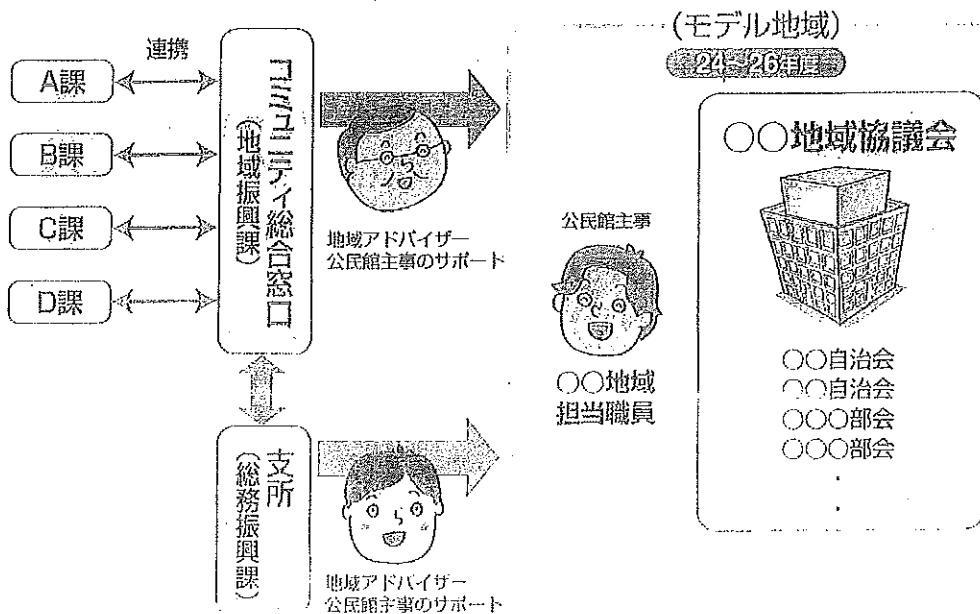 連携
A課
B課
C課
D課
コミュニティ総合窓口
(地域振興課)
地域アドバイザー
公民館主事のサポート
支所
(総務振興課)
地域アドバイザー
公民館主事のサポート
(モデル地域)
24～26年度
公民館主事
○○地域
担当職員
○○地域協議会
○○自治会
○○自治会
○○○部会
○○○部会
・
・